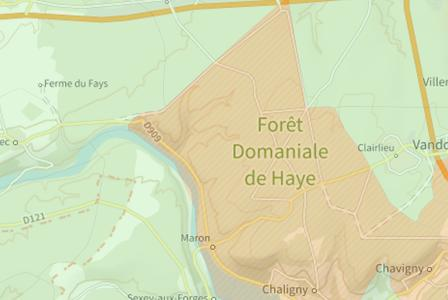 Ferme du Fays
D909
Forêt
Domaniale
de Haye
Clairlieu
D121
Maron
Chaligny
Chavigny
Sexey-aux-Forges